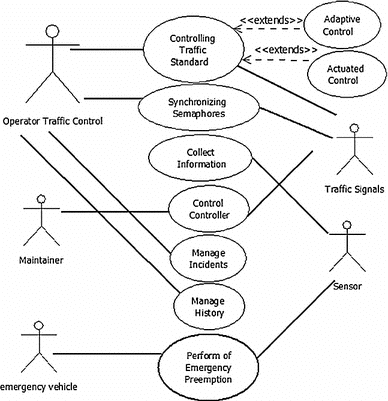 <<extends>>
Adaptive
Control
Controlling
Traffic
Standard
<<extends>>
Actuated
Control
Operator Traffic Control
Synchronizing
Semaphores
Collect
Information
Traffic Signals
Control
Controller
Maintainer
Manage
Incidents
Sensor
Manage
History
Perform of
Emergency
Preemption
emergency vehicle